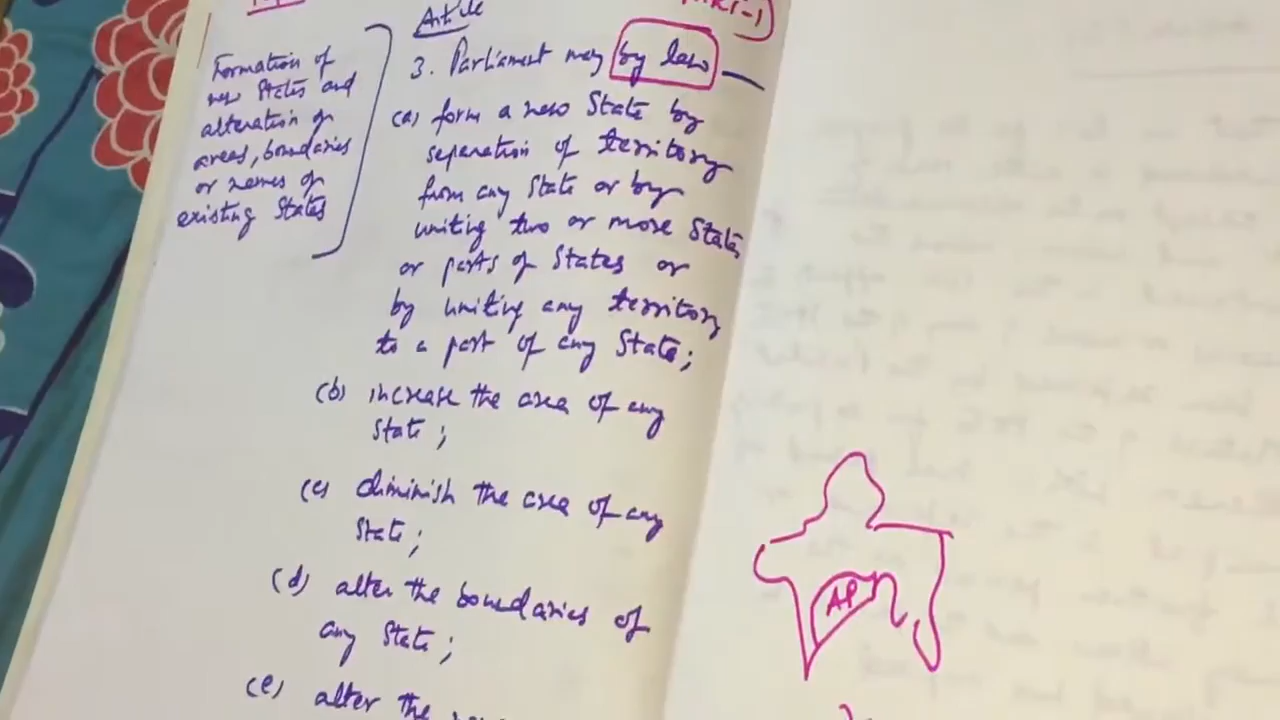 Article
Formation of
new States and
alteration of
areas, boundaries
or names of
existing States
3. Parliament may by law —
(a) form a new State by
separation of territory
from any State or by
uniting two or more States
or parts of States or
by uniting any territory
to a part of any State;
(b) increase the area of any
State;
(c) diminish the area of any
State;
(d) alter the boundaries of
any State;
(e) alter the
AP